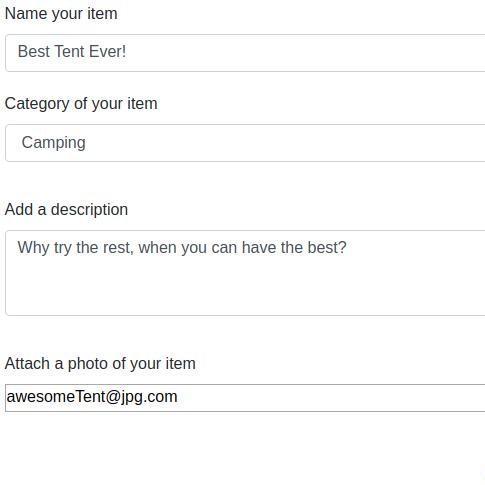 Name your item
Best Tent Ever!
Category of your item
Camping
Add a description
Why try the rest, when you can have the best?
Attach a photo of your item
awesomeTent@jpg.com